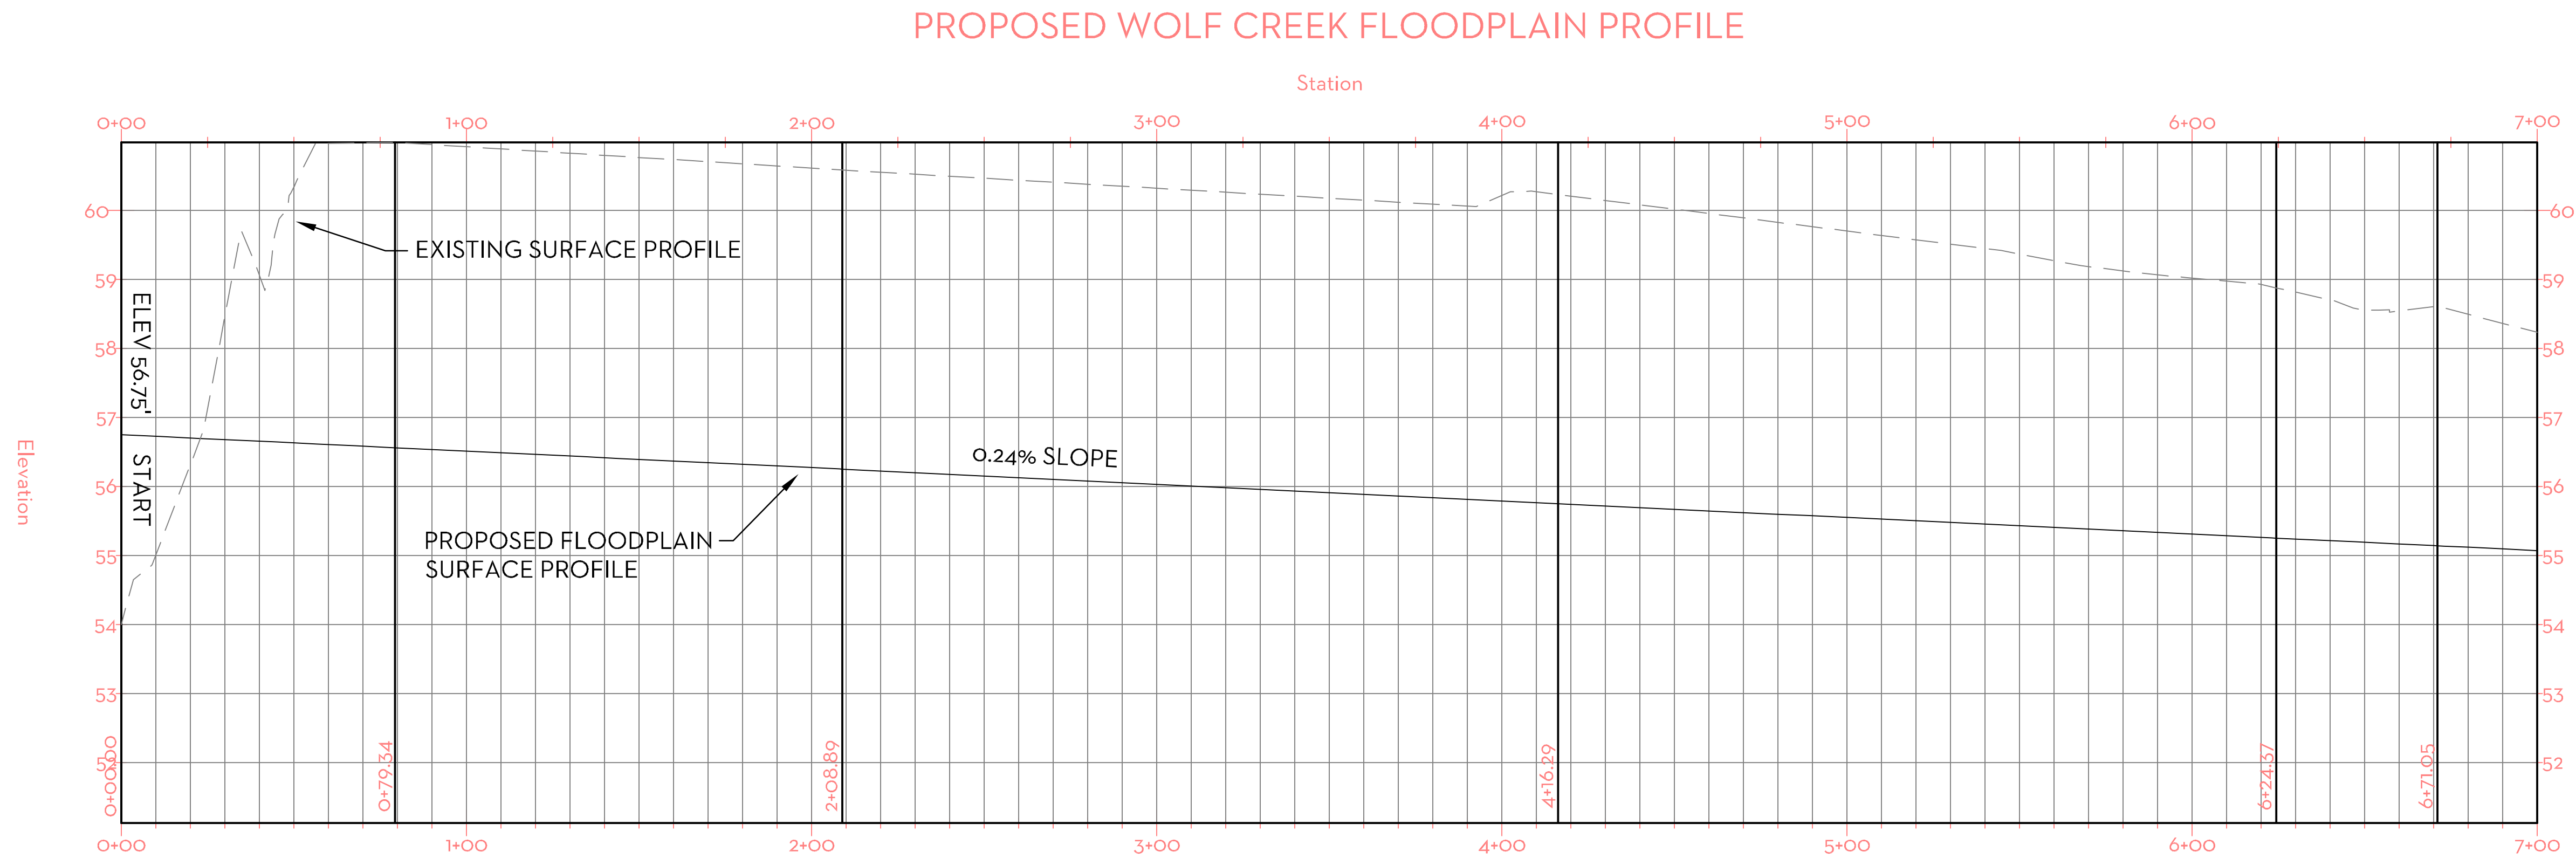 PROPOSED WOLF CREEK FLOODPLAIN PROFILE
Station
0+00 1+00 2+00 3+00 4+00 5+00 6+00 7+00
60 60
EXISTING SURFACE PROFILE
59 59
ELEV 56.75'
58 58
57 57
0.24% SLOPE
START
Elevation
56 56
PROPOSED FLOODPLAIN
SURFACE PROFILE
55 55
54 54
53 53
52 52
0+00.00
0+79.34
2+08.89
4+16.29
6+24.37
6+71.05
0+00 1+00 2+00 3+00 4+00 5+00 6+00 7+00